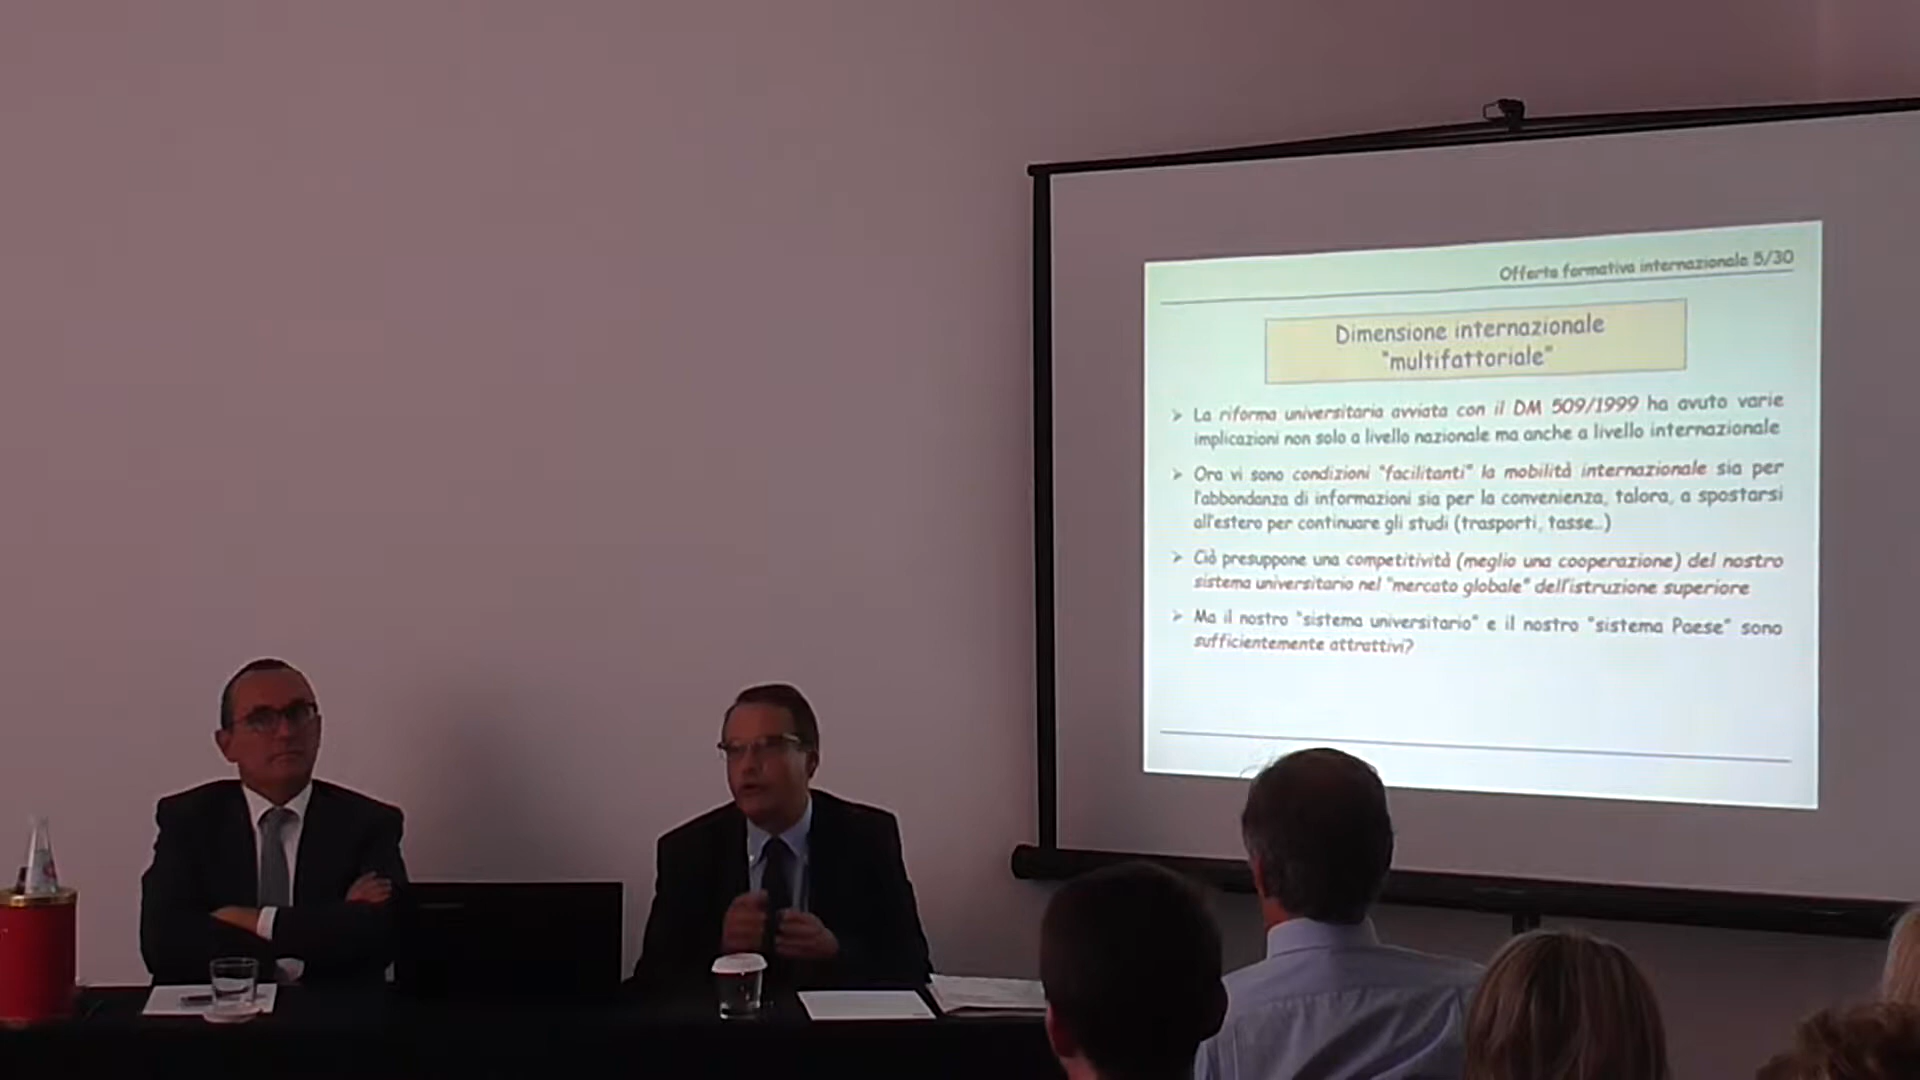 Offerta formativa internazionale 5/30
Dimensione internazionale
"multifattoriale"
➢ La riforma universitaria avviata con il DM 509/1999 ha avuto varie
implicazioni non solo a livello nazionale ma anche a livello internazionale
➢ Ora vi sono condizioni "facilitanti" la mobilità internazionale sia per
l'abbondanza di informazioni sia per la convenienza, talora, a spostarsi
all'estero per continuare gli studi (trasporti, tasse…)
➢ Ciò presuppone una competitività (meglio una cooperazione) del nostro
sistema universitario nel "mercato globale" dell'istruzione superiore
➢ Ma il nostro "sistema universitario" e il nostro "sistema Paese" sono
sufficientemente attrattivi?